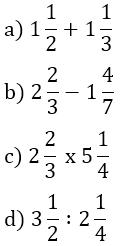 a) 1 1/2 + 1 1/3
b) 2 2/3 − 1 4/7
c) 2 2/3 x 5 1/4
d) 3 1/2 : 2 1/4